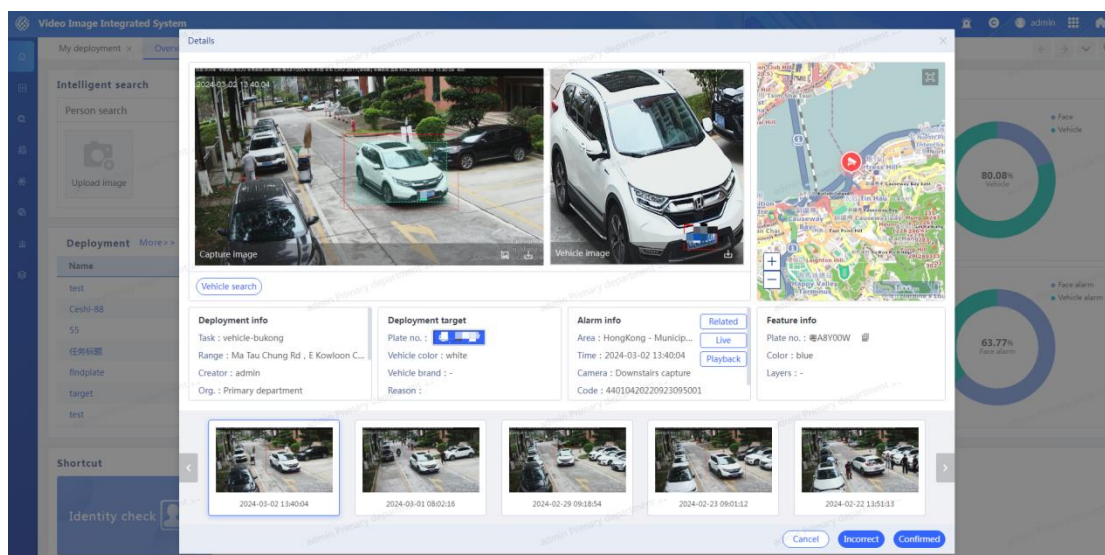 Video Image Integrated System
admin
My deployment ×
Details
Intelligent search
Person search
Upload image
2024-03-02 13:40:04
Capture image
Vehicle image
Vehicle search
Face
Vehicle
80.08%
Vehicle
Deployment More>>
Name
test
Ceshi-88
55
任务标题
findplate
target
test
Deployment info
Task : vehicle-bukong
Range : Ma Tau Chung Rd , E Kowloon C...
Creator : admin
Org. : Primary department
Deployment target
Plate no. :
Vehicle color : white
Vehicle brand : -
Reason :
Alarm info
Related
Area : HongKong - Municip...
Live
Time : 2024-03-02 13:40:04
Playback
Camera : Downstairs capture
Code : 44010420220923095001
Feature info
Plate no. : 粤A8Y00W
Color : blue
Layers : -
Face alarm
Vehicle alarm
63.77%
Face alarm
Shortcut
Identity check
2024-03-02 13:40:04
2024-03-01 08:02:16
2024-02-29 09:18:54
2024-02-23 09:01:12
2024-02-22 13:51:13
Cancel
Incorrect
Confirmed